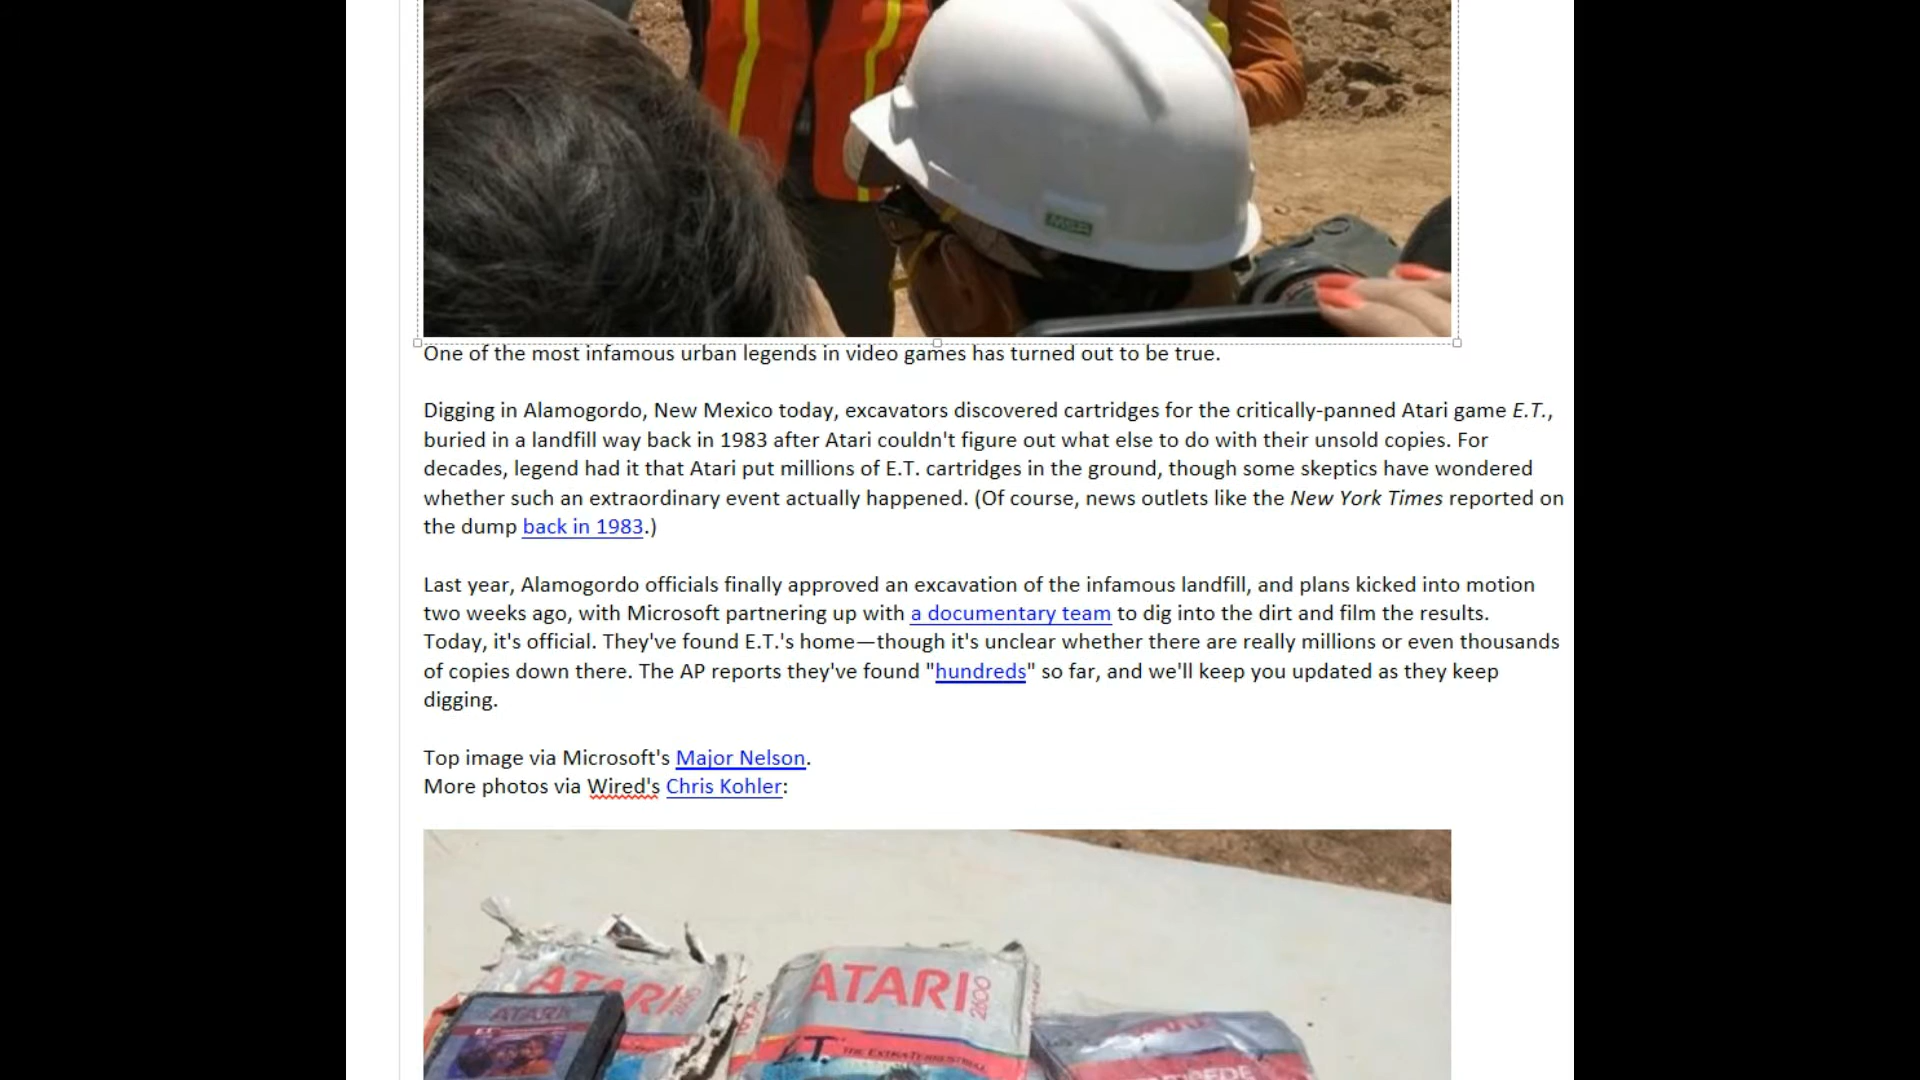 One of the most infamous urban legends in video games has turned out to be true.
Digging in Alamogordo, New Mexico today, excavators discovered cartridges for the critically-panned Atari game E.T.,
buried in a landfill way back in 1983 after Atari couldn't figure out what else to do with their unsold copies. For
decades, legend had it that Atari put millions of E.T. cartridges in the ground, though some skeptics have wondered
whether such an extraordinary event actually happened. (Of course, news outlets like the New York Times reported on
the dump back in 1983.)
Last year, Alamogordo officials finally approved an excavation of the infamous landfill, and plans kicked into motion
two weeks ago, with Microsoft partnering up with a documentary team to dig into the dirt and film the results.
Today, it's official. They've found E.T.'s home—though it's unclear whether there are really millions or even thousands
of copies down there. The AP reports they've found "hundreds" so far, and we'll keep you updated as they keep
digging.
Top image via Microsoft's Major Nelson.
More photos via Wired's Chris Kohler:
ATARI 2600
ATARI 2600
ATARI
E.T. THE EXTRA-TERRESTRIAL